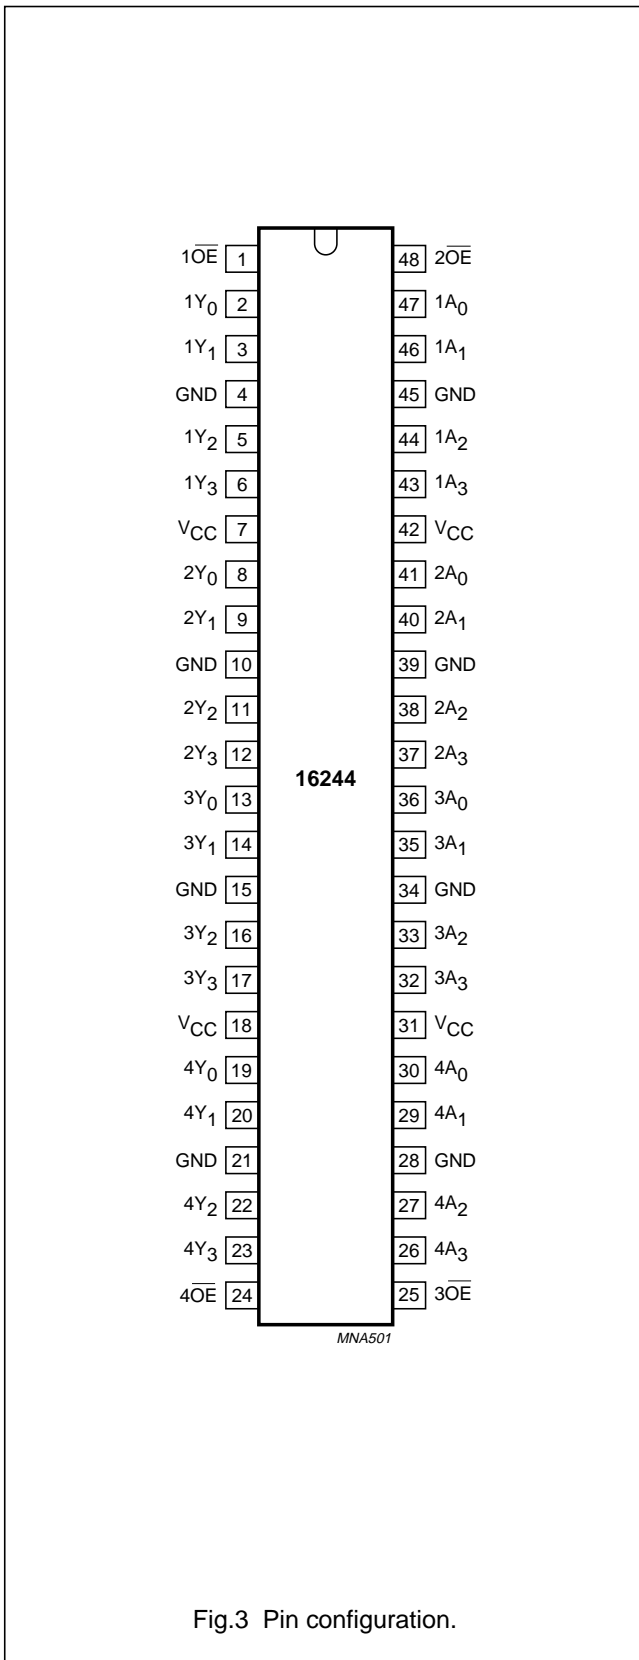 1O̅E̅ 1 48 2O̅E̅
1Y0 2 47 1A0
1Y1 3 46 1A1
GND 4 45 GND
1Y2 5 44 1A2
1Y3 6 43 1A3
VCC 7 42 VCC
2Y0 8 41 2A0
2Y1 9 40 2A1
GND 10 39 GND
2Y2 11 38 2A2
2Y3 12 37 2A3
16244
3Y0 13 36 3A0
3Y1 14 35 3A1
GND 15 34 GND
3Y2 16 33 3A2
3Y3 17 32 3A3
VCC 18 31 VCC
4Y0 19 30 4A0
4Y1 20 29 4A1
GND 21 28 GND
4Y2 22 27 4A2
4Y3 23 26 4A3
4O̅E̅ 24 25 3O̅E̅
MNA501
Fig.3 Pin configuration.